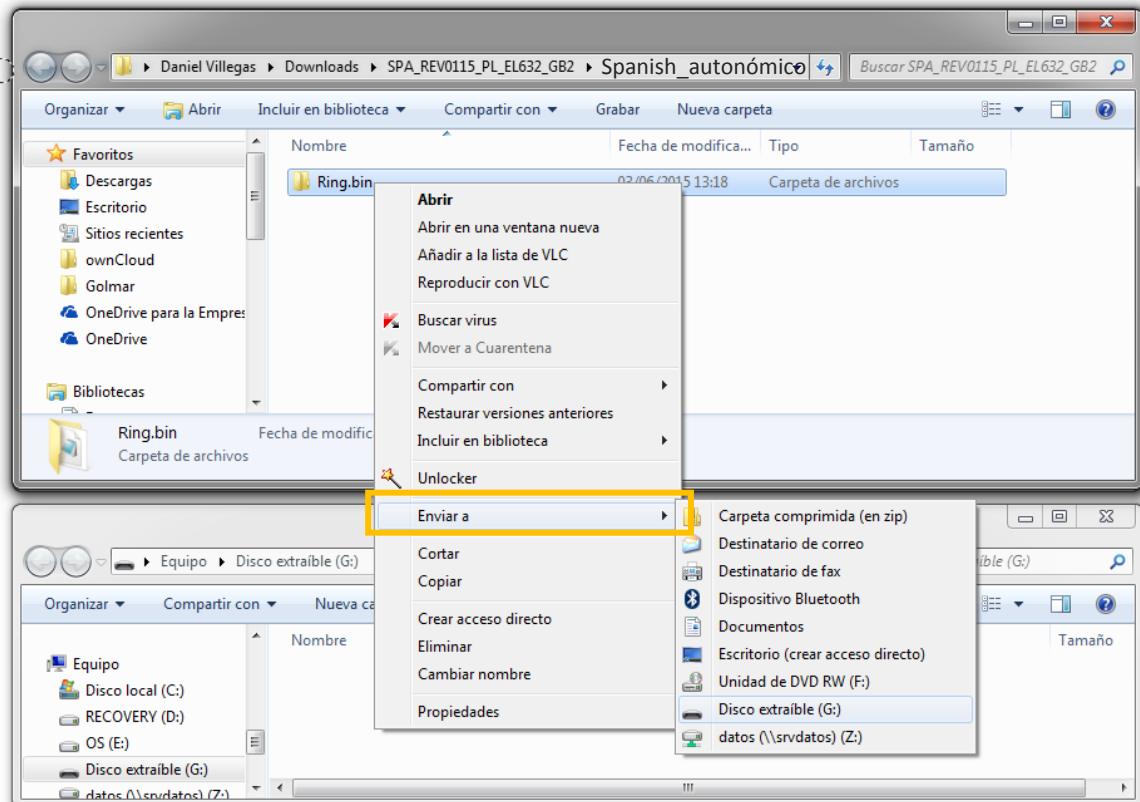 Daniel Villegas Downloads SPA_REV0115_PL_EL632_GB2 Spanish_autonómico Buscar SPA_REV0115_PL_EL632_GB2
Organizar Abrir Incluir en biblioteca Compartir con Grabar Nueva carpeta
Nombre Fecha de modifica... Tipo Tamaño
Favoritos
Descargas
Escritorio
Sitios recientes
ownCloud
Golmar
OneDrive para la Empres
OneDrive
Bibliotecas
Ring.bin 03/06/2015 13:18 Carpeta de archivos
Abrir
Abrir en una ventana nueva
Añadir a la lista de VLC
Reproducir con VLC
Buscar virus
Mover a Cuarentena
Compartir con
Restaurar versiones anteriores
Incluir en biblioteca
Unlocker
Enviar a
Cortar
Copiar
Crear acceso directo
Eliminar
Cambiar nombre
Propiedades
Ring.bin Fecha de modific
Carpeta de archivos
Carpeta comprimida (en zip)
Destinatario de correo
Destinatario de fax
Dispositivo Bluetooth
Documentos
Escritorio (crear acceso directo)
Unidad de DVD RW (F:)
Disco extraíble (G:)
datos (\\srvdatos) (Z:)
Equipo Disco extraíble (G:) (G:)
Organizar Compartir con Nueva ca
Nombre Tamaño
Equipo
Disco local (C:)
RECOVERY (D:)
OS (E:)
Disco extraíble (G:)
datos (\\srvdatos) (Z:)